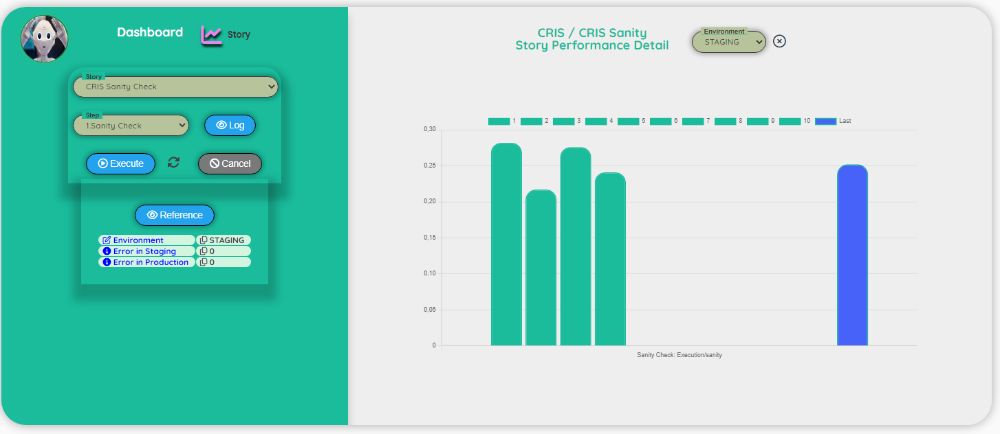 Dashboard
Story
Story
CRIS Sanity Check
Step
1.Sanity Check
Log
Execute
Cancel
Reference
Environment STAGING
Error in Staging 0
Error in Production 0
CRIS / CRIS Sanity
Story Performance Detail
Environment
STAGING
1 2 3 4 5 6 7 8 9 10 Last
0,30
0,25
0,20
0,15
0,10
0,05
0
Sanity Check: Execution/sanity